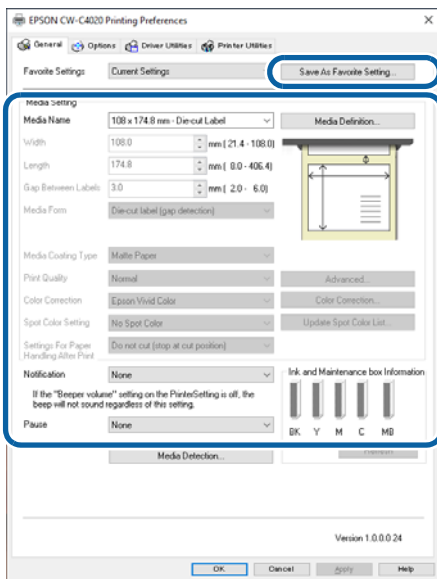 EPSON CW-C4020 Printing Preferences
General Options Driver Utilities Printer Utilities
Favorite Settings Current Settings Save As Favorite Setting...
Media Setting
Media Name 108 x 174.8 mm - Die-cut Label Media Definition...
Width 108.0 mm ( 21.4 - 108.0)
Length 174.8 mm ( 8.0 - 406.4)
Gap Between Labels 3.0 mm ( 2.0 - 6.0)
Media Form Die-cut label (gap detection)
Media Coating Type Matte Paper
Print Quality Normal Advanced...
Color Correction Epson Vivid Color Color Correction...
Spot Color Setting No Spot Color Update Spot Color List...
Settings For Paper
Handling After Print
Do not cut (stop at cut position)
Notification None Ink and Maintenance box Information
If the "Beeper volume" setting on the PrinterSetting is off, the
beep will not sound regardless of this setting.
Pause None BK Y M C MB
Media Detection... Refresh
Version 1.0.0.0 24
OK Cancel Apply Help